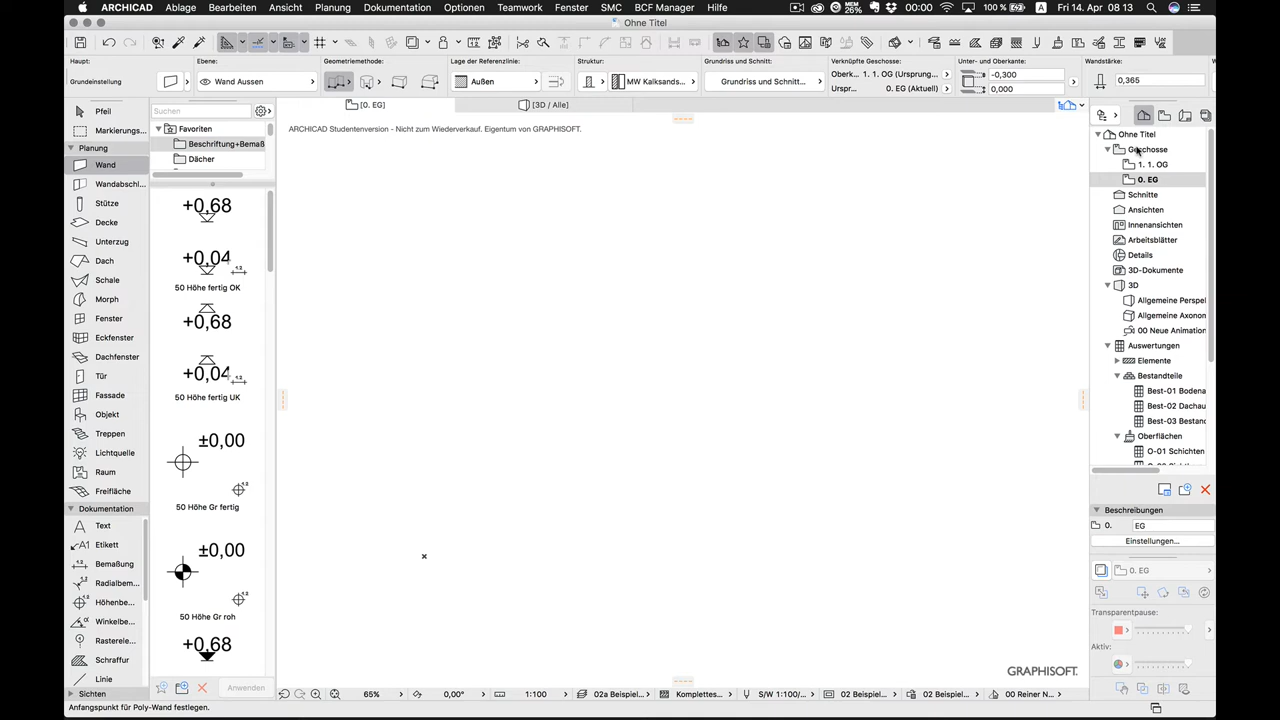 ARCHICAD Ablage Bearbeiten Ansicht Planung Dokumentation Optionen Teamwork Fenster SMC BCF Manager Hilfe MEM 26% 00:00 A 100 % Fr 14. Apr 08 13
Ohne Titel
Haupt: Ebene: Geometriemethode: Lage der Referenzlinie: Struktur: Grundriss und Schnitt: Verknüpfte Geschosse: Unter- und Oberkante: Wandstärke:
Grundeinstellung Wand Aussen Außen MW Kalksands... Grundriss und Schnitt... Oberk... 1. 1. OG (Ursprung... -0,300 0,365
Urspr... 0. EG (Aktuell) 0,000
[0. EG] [3D / Alle]
ARCHICAD Studentenversion - Nicht zum Wiederverkauf. Eigentum von GRAPHISOFT.
Pfeil
Markierungs...
Planung
Wand
Wandabschl...
Stütze
Decke
Unterzug
Dach
Schale
Morph
Fenster
Eckfenster
Dachfenster
Tür
Fassade
Objekt
Treppen
Lichtquelle
Raum
Freifläche
Dokumentation
Text
Etikett
Bemaßung
Radialbem...
Höhenbe...
Winkelbe...
Rasterele...
Schraffur
Linie
Sichten
Suchen
Favoriten
Beschriftung+Bemaß
Dächer
+0,68
+0,04
50 Höhe fertig OK
+0,68
+0,04
50 Höhe fertig UK
±0,00
50 Höhe Gr fertig
±0,00
50 Höhe Gr roh
+0,68
Anwenden
Ohne Titel
Geschosse
1. 1. OG
0. EG
Schnitte
Ansichten
Innenansichten
Arbeitsblätter
Details
3D-Dokumente
3D
Allgemeine Perspe
Allgemeine Axonon
00 Neue Animation
Auswertungen
Elemente
Bestandteile
Best-01 Bodena
Best-02 Dachau
Best-03 Bestand
Oberflächen
O-01 Schichten
Beschreibungen
0. EG
Einstellungen...
0. EG
Transparentpause:
Aktiv:
GRAPHISOFT.
65% 0,00° 1:100 02a Beispiel... Komplettes... S/W 1:100/... 02 Beispiel... 02 Beispiel... 00 Reiner N...
Anfangspunkt für Poly-Wand festlegen.